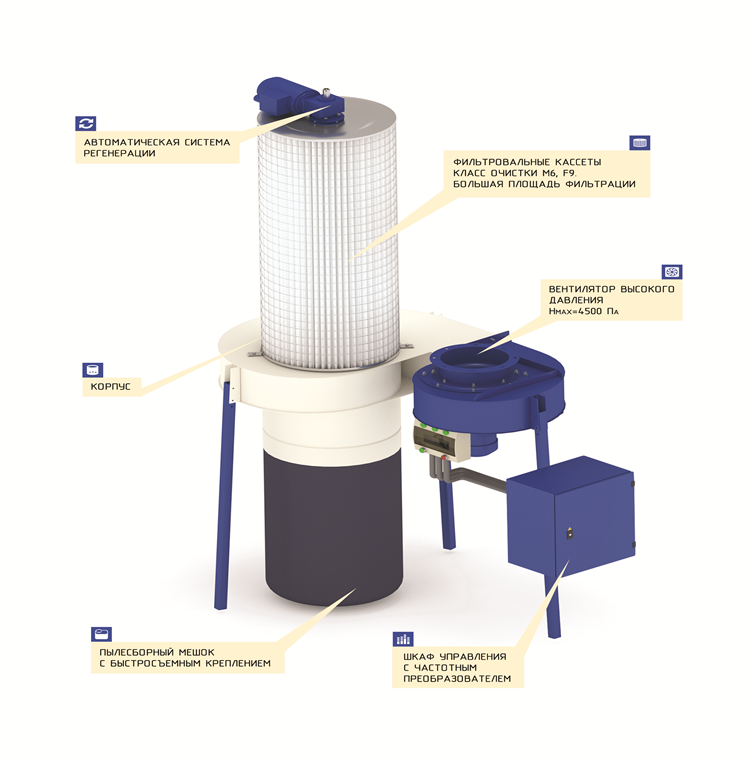 АВТОМАТИЧЕСКАЯ СИСТЕМА
РЕГЕНЕРАЦИИ
ФИЛЬТРОВАЛЬНЫЕ КАССЕТЫ
КЛАСС ОЧИСТКИ М6, F9.
БОЛЬШАЯ ПЛОЩАДЬ ФИЛЬТРАЦИИ
ВЕНТИЛЯТОР ВЫСОКОГО
ДАВЛЕНИЯ
Hmax=4500 Па
КОРПУС
ПЫЛЕСБОРНЫЙ МЕШОК
С БЫСТРОСЪЕМНЫМ КРЕПЛЕНИЕМ
ШКАФ УПРАВЛЕНИЯ
С ЧАСТОТНЫМ
ПРЕОБРАЗОВАТЕЛЕМ